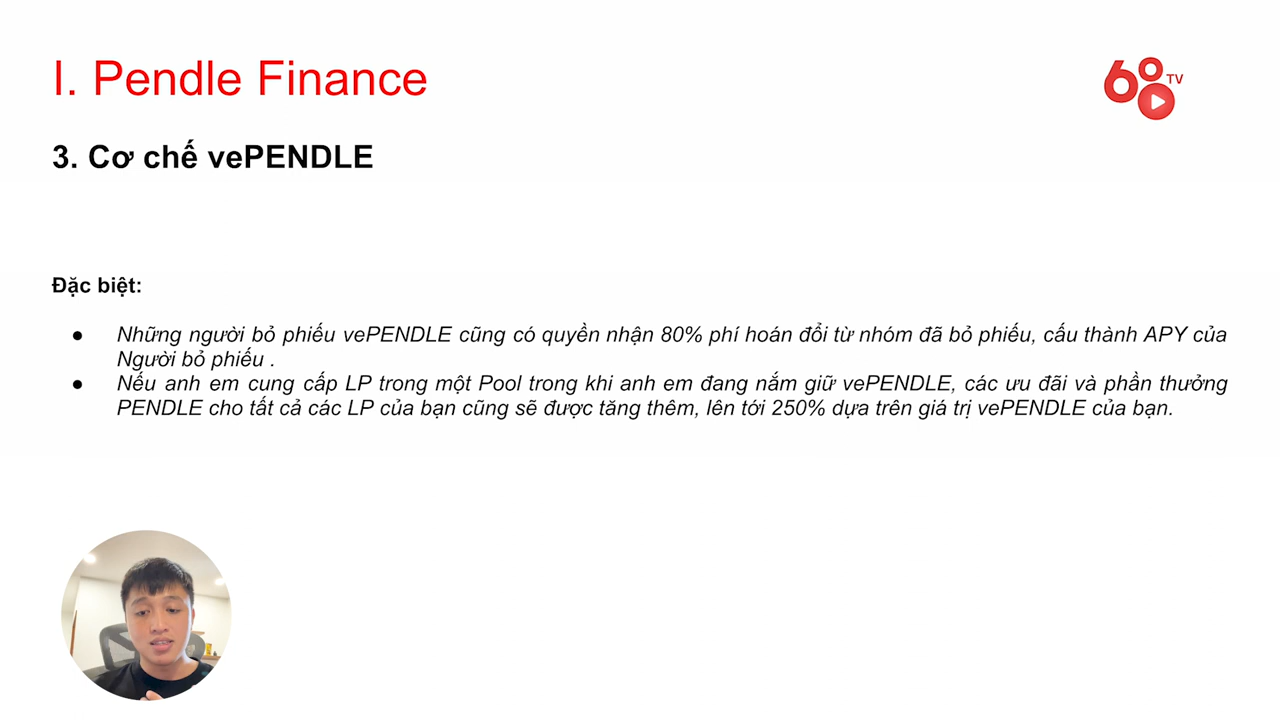 I. Pendle Finance
68 TV
3. Cơ chế vePENDLE
Đặc biệt:
● Những người bỏ phiếu vePENDLE cũng có quyền nhận 80% phí hoán đổi từ nhóm đã bỏ phiếu, cấu thành APY của
Người bỏ phiếu .
● Nếu anh em cung cấp LP trong một Pool trong khi anh em đang nắm giữ vePENDLE, các ưu đãi và phần thưởng
PENDLE cho tất cả các LP của bạn cũng sẽ được tăng thêm, lên tới 250% dựa trên giá trị vePENDLE của bạn.